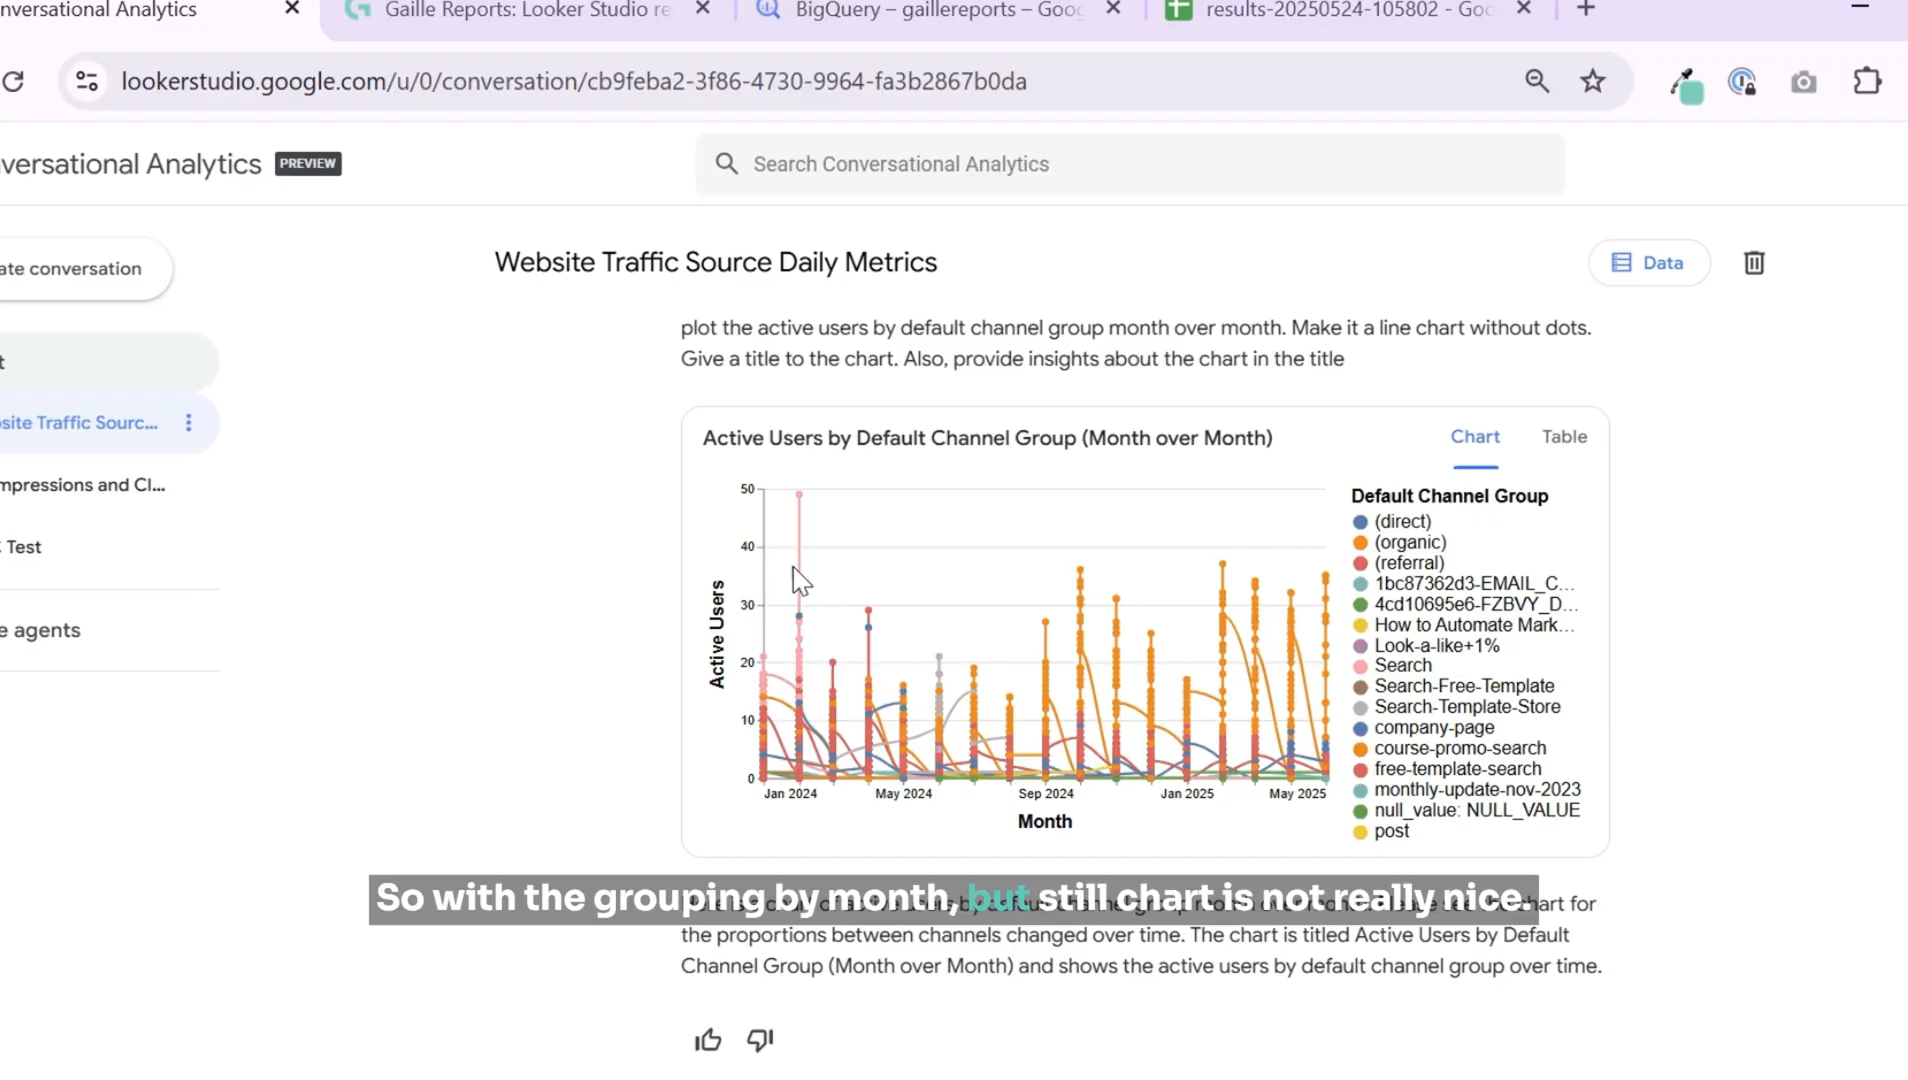 nversational Analytics
Gaille Reports: Looker Studio re
BigQuery – gaillereports – Goog
results-20250524-105802 - Goo
lookerstudio.google.com/u/0/conversation/cb9feba2-3f86-4730-9964-fa3b2867b0da
versational Analytics PREVIEW
Search Conversational Analytics
ate conversation
Website Traffic Source Daily Metrics
Data
t
site Traffic Sourc...
mpressions and Cl...
Test
e agents
plot the active users by default channel group month over month. Make it a line chart without dots.
Give a title to the chart. Also, provide insights about the chart in the title
Active Users by Default Channel Group (Month over Month)
Chart
Table
Active Users
50
40
30
20
10
0
Jan 2024
May 2024
Sep 2024
Jan 2025
May 2025
Month
Default Channel Group
(direct)
(organic)
(referral)
1bc87362d3-EMAIL_C...
4cd10695e6-FZBVY_D...
How to Automate Mark...
Look-a-like+1%
Search
Search-Free-Template
Search-Template-Store
company-page
course-promo-search
free-template-search
monthly-update-nov-2023
null_value: NULL_VALUE
post
So with the grouping by month, but still chart is not really nice.
chart for
the proportions between channels changed over time. The chart is titled Active Users by Default
Channel Group (Month over Month) and shows the active users by default channel group over time.